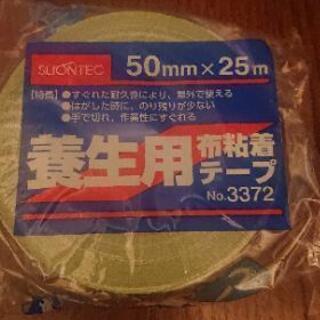 SLIONTEC
50mm×25m
【特長】●すぐれた耐久性により、屋外で使える
●はがした時に、のり残りが少ない
●手で切れ、作業性にすぐれる
養生用布粘着テープ
No.3372